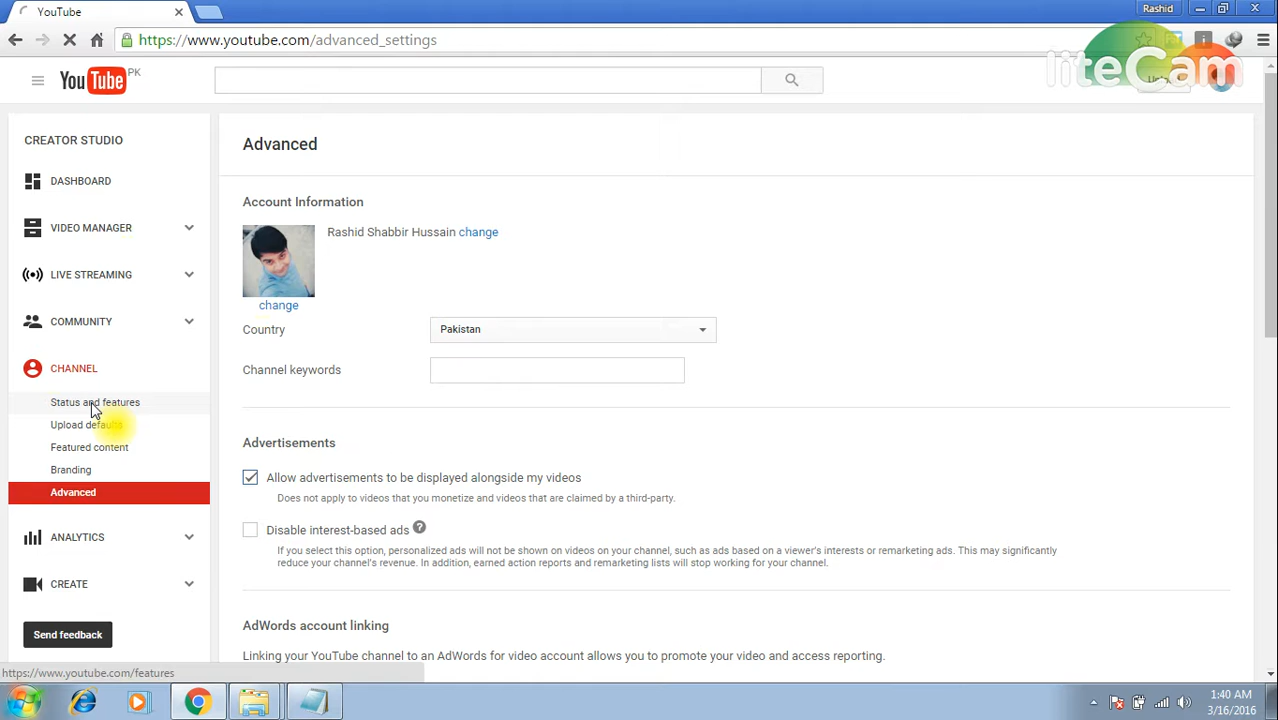 YouTube
Rashid
https://www.youtube.com/advanced_settings
liteCam
YouTube PK
CREATOR STUDIO
DASHBOARD
VIDEO MANAGER
LIVE STREAMING
COMMUNITY
CHANNEL
Status and features
Upload defaults
Featured content
Branding
Advanced
ANALYTICS
CREATE
Send feedback
Advanced
Account Information
Rashid Shabbir Hussain change
change
Country
Pakistan
Channel keywords
Advertisements
Allow advertisements to be displayed alongside my videos
Does not apply to videos that you monetize and videos that are claimed by a third-party.
Disable interest-based ads ?
If you select this option, personalized ads will not be shown on videos on your channel, such as ads based on a viewer's interests or remarketing ads. This may significantly
reduce your channel's revenue. In addition, earned action reports and remarketing lists will stop working for your channel.
AdWords account linking
Linking your YouTube channel to an AdWords for video account allows you to promote your video and access reporting.
https://www.youtube.com/features
1:40 AM
3/16/2016